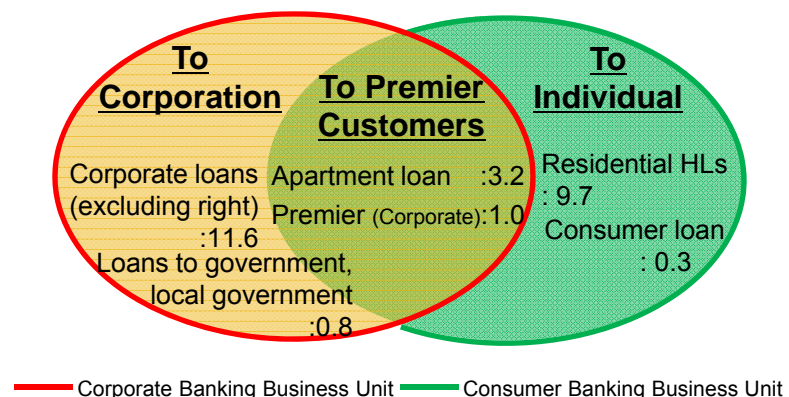 To
Corporation
To Premier
Customers
To
Individual
Corporate loans
(excluding right)
:11.6
Loans to government,
local government
:0.8
Apartment loan :3.2
Premier (Corporate):1.0
Residential HLs
: 9.7
Consumer loan
: 0.3
Corporate Banking Business Unit
Consumer Banking Business Unit